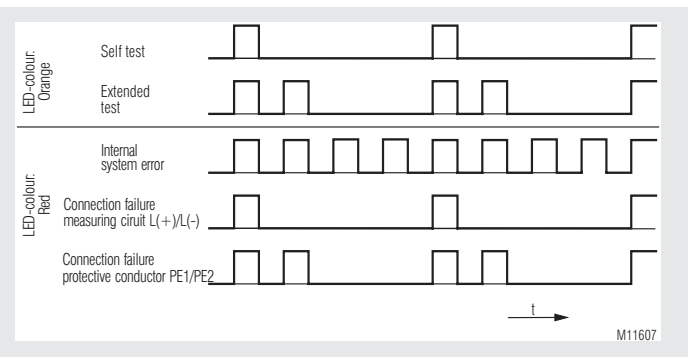 LED-colour:
Orange
Self test
Extended
test
LED-colour:
Red
Internal
system error
Connection failure
measuring ciruit L(+)/L(-)
Connection failure
protective conductor PE1/PE2
t
M11607